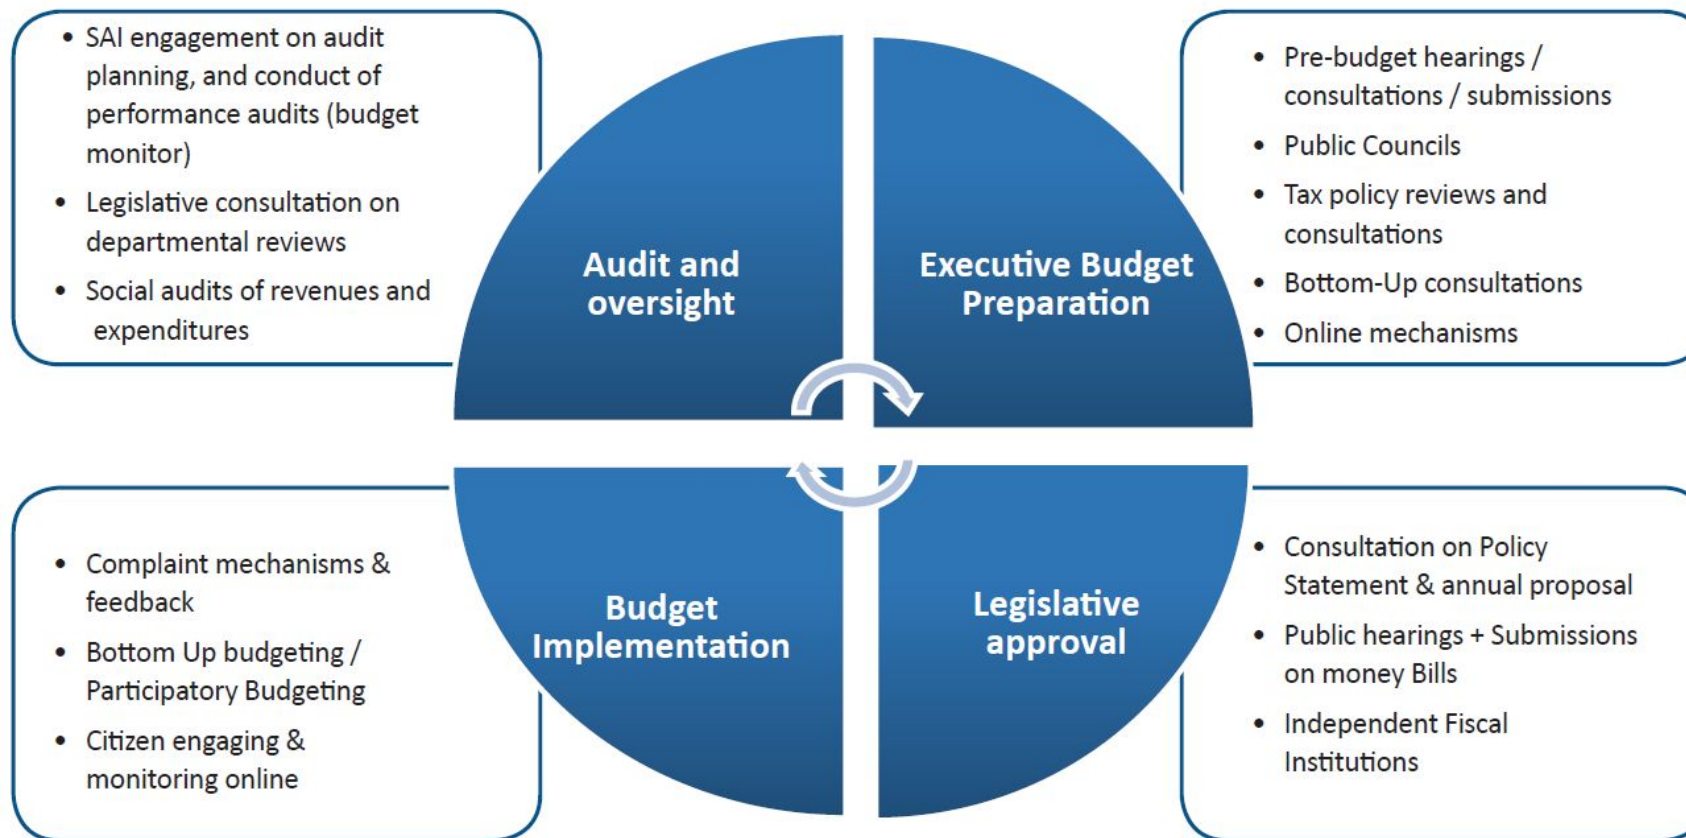 • SAI engagement on audit
planning, and conduct of
performance audits (budget
monitor)
• Legislative consultation on
departmental reviews
• Social audits of revenues and
expenditures
Audit and
oversight
Executive Budget
Preparation
• Pre-budget hearings /
consultations / submissions
• Public Councils
• Tax policy reviews and
consultations
• Bottom-Up consultations
• Online mechanisms
• Complaint mechanisms &
feedback
• Bottom Up budgeting /
Participatory Budgeting
• Citizen engaging &
monitoring online
Budget
Implementation
Legislative
approval
• Consultation on Policy
Statement & annual proposal
• Public hearings + Submissions
on money Bills
• Independent Fiscal
Institutions